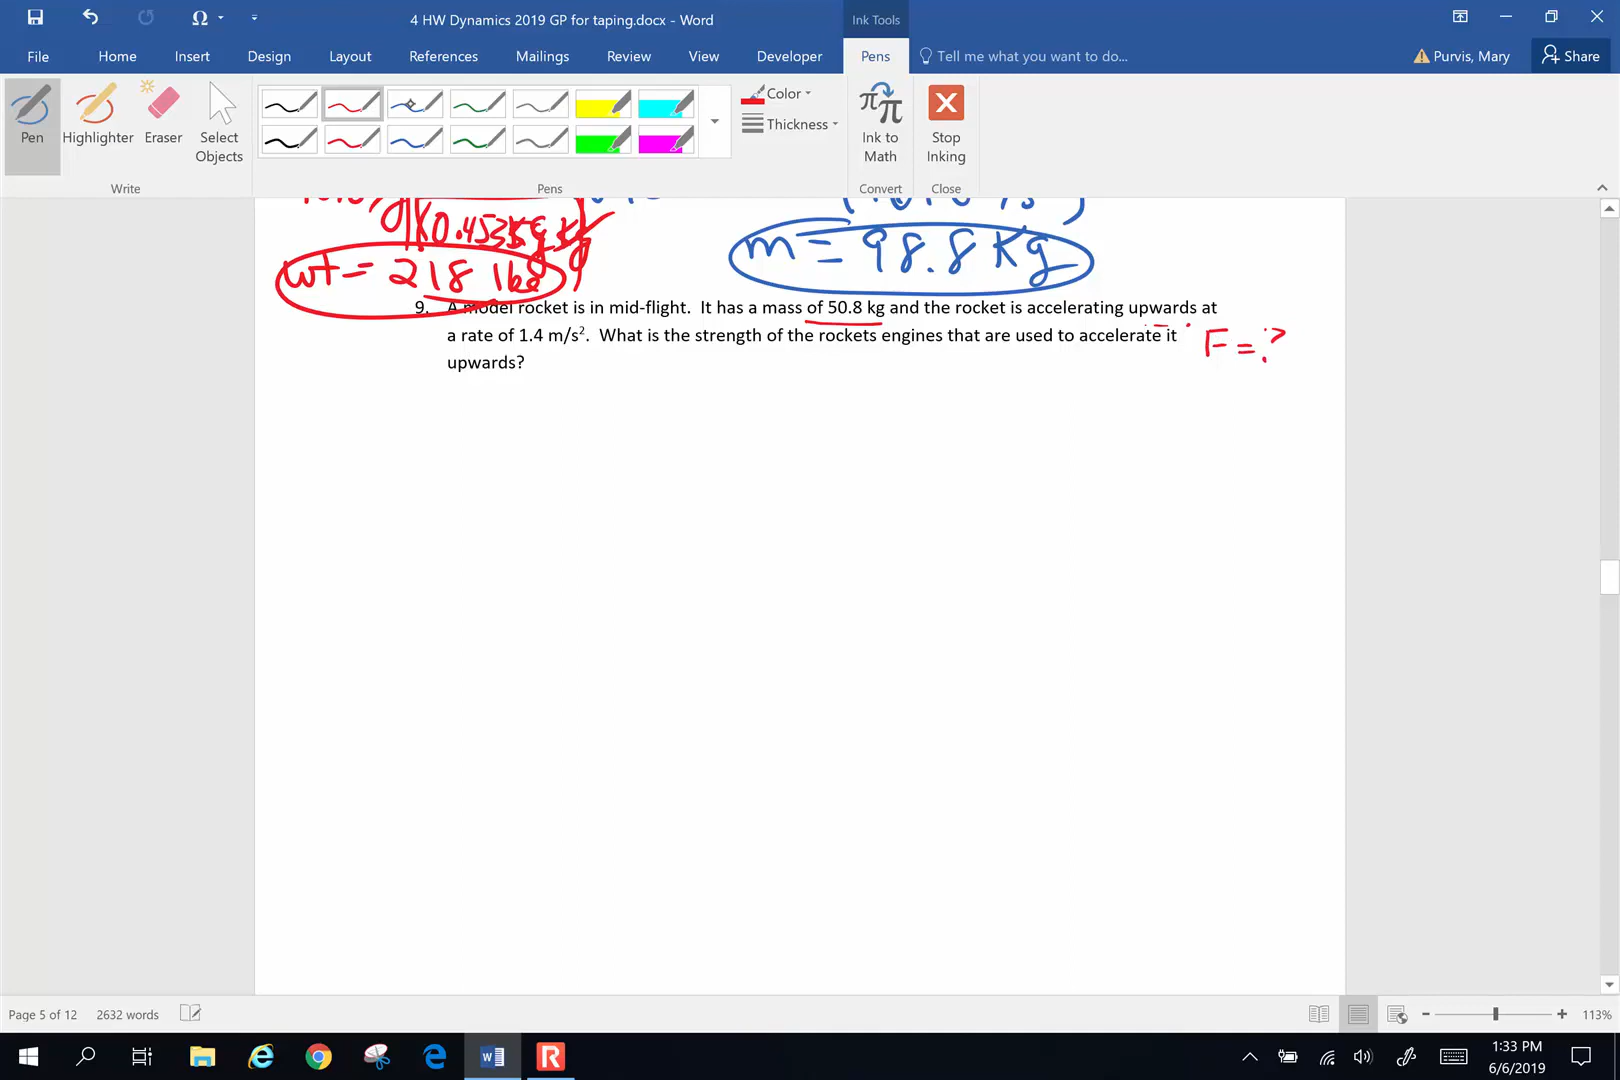 4 HW Dynamics 2019 GP for taping.docx - Word
Ink Tools
File Home Insert Design Layout References Mailings Review View Developer Pens Tell me what you want to do... Purvis, Mary Share
Pen Highlighter Eraser Select Objects
Color
Thickness
Ink to Math
Stop Inking
Write Pens Convert Close
0.453
wt = 218 lbs
m = 98.8 Kg
9. A model rocket is in mid-flight. It has a mass of 50.8 kg and the rocket is accelerating upwards at
a rate of 1.4 m/s². What is the strength of the rockets engines that are used to accelerate it
upwards?
F = ?
Page 5 of 12 2632 words 113%
1:33 PM
6/6/2019